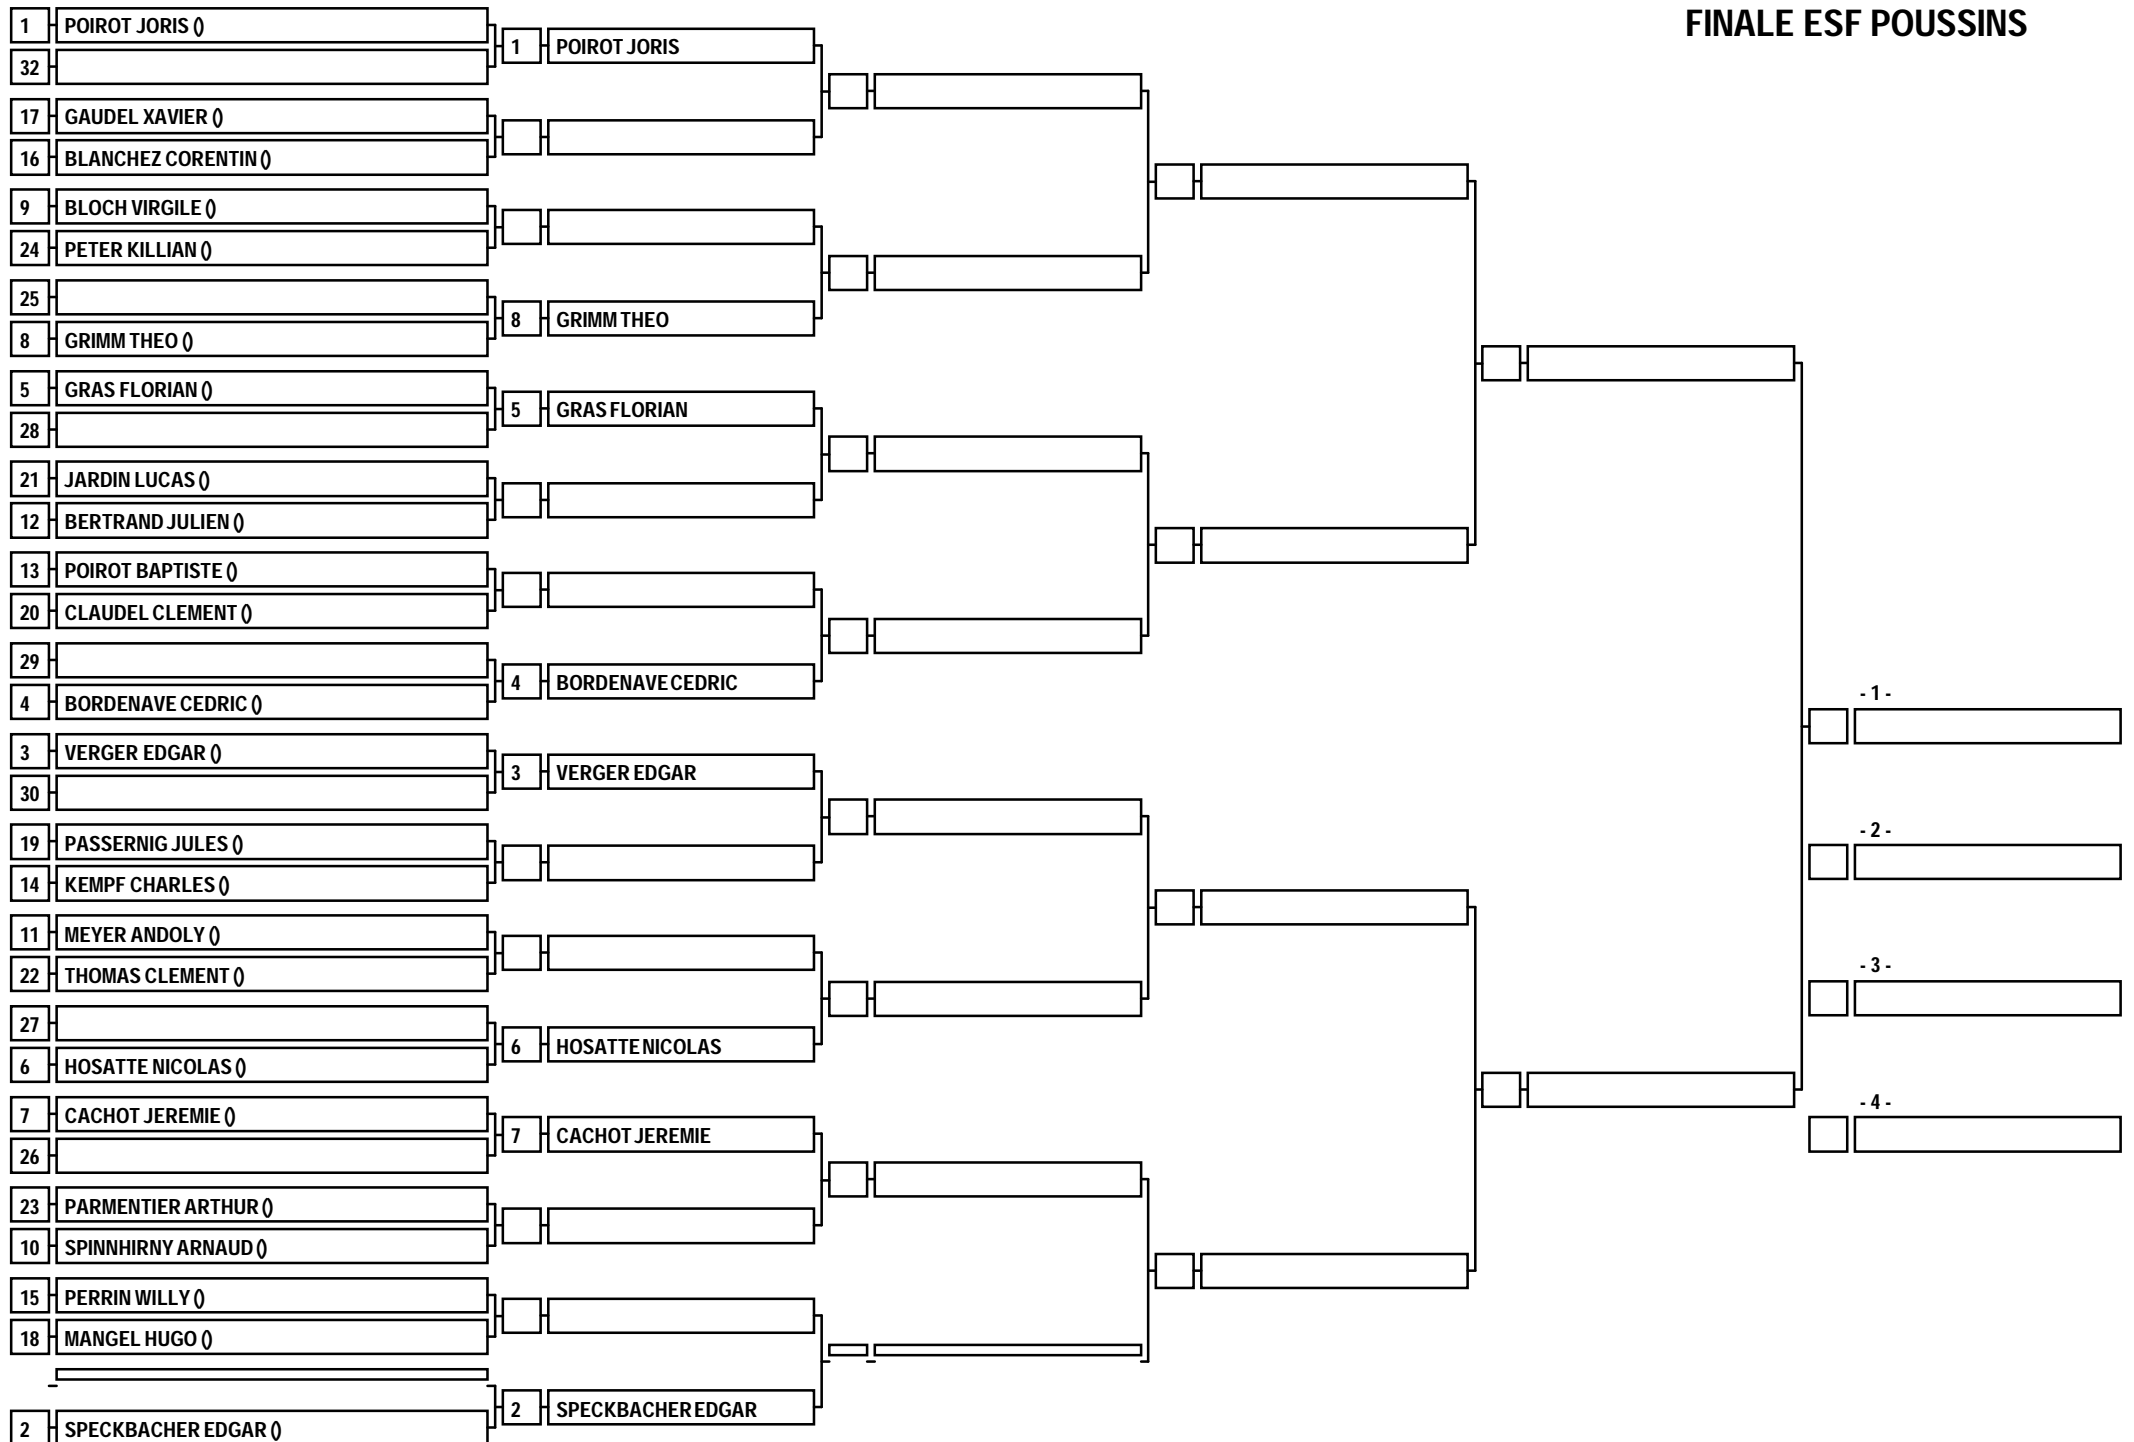 FINALE ESF POUSSINS
1 POIROT JORIS ()
32
1 POIROT JORIS
17 GAUDEL XAVIER ()
16 BLANCHEZ CORENTIN ()
9 BLOCH VIRGILE ()
24 PETER KILLIAN ()
25
8 GRIMM THEO ()
8 GRIMM THEO
5 GRAS FLORIAN ()
28
5 GRAS FLORIAN
21 JARDIN LUCAS ()
12 BERTRAND JULIEN ()
13 POIROT BAPTISTE ()
20 CLAUDEL CLEMENT ()
29
4 BORDENAVE CEDRIC ()
4 BORDENAVE CEDRIC
3 VERGER EDGAR ()
30
3 VERGER EDGAR
19 PASSERNIG JULES ()
14 KEMPF CHARLES ()
11 MEYER ANDOLY ()
22 THOMAS CLEMENT ()
27
6 HOSATTE NICOLAS ()
6 HOSATTE NICOLAS
7 CACHOT JEREMIE ()
26
7 CACHOT JEREMIE
23 PARMENTIER ARTHUR ()
10 SPINNHIRNY ARNAUD ()
15 PERRIN WILLY ()
18 MANGEL HUGO ()
2 SPECKBACHER EDGAR ()
2 SPECKBACHER EDGAR
- 1 -
- 2 -
- 3 -
- 4 -